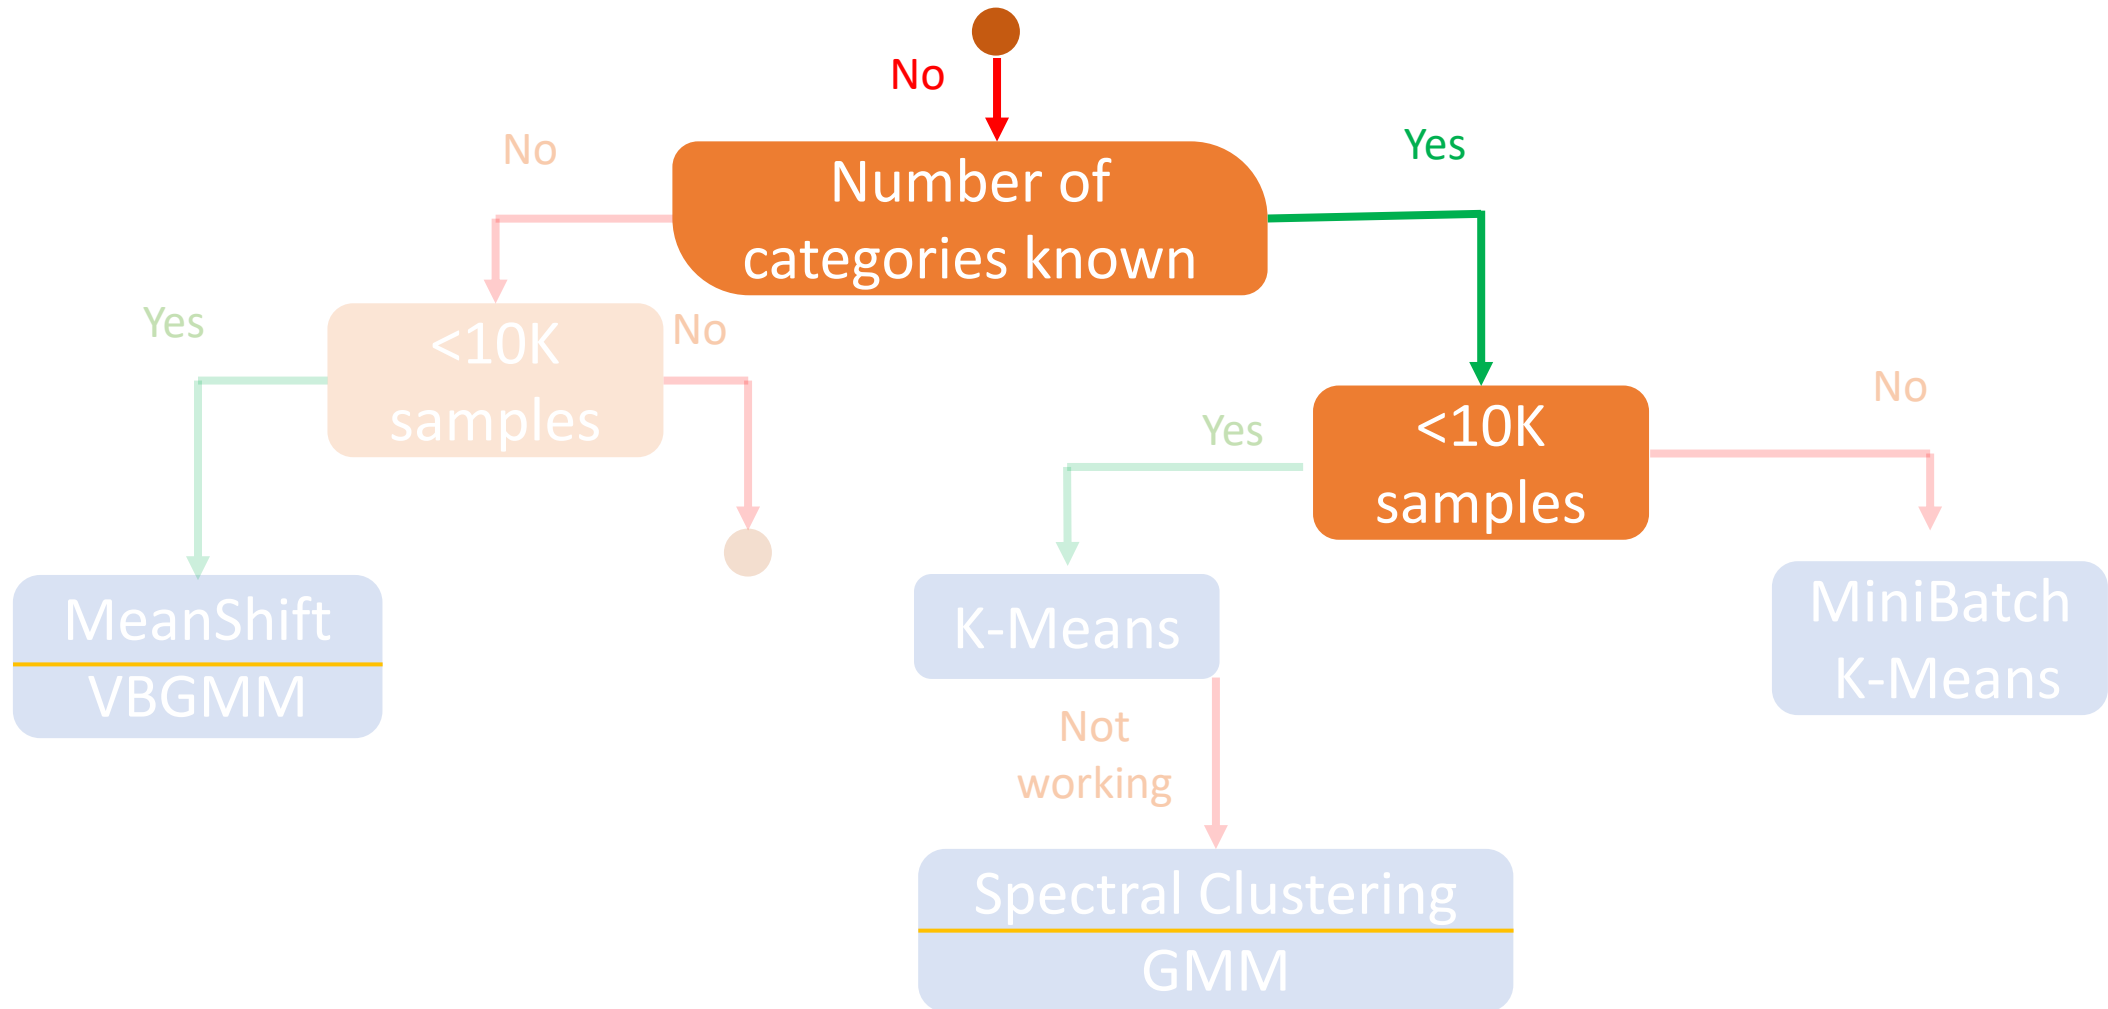 No
No
Yes
Number of
categories known
Yes
No
<10K
samples
No
Yes
<10K
samples
MeanShift
VBGMM
K-Means
MiniBatch
K-Means
Not
working
Spectral Clustering
GMM